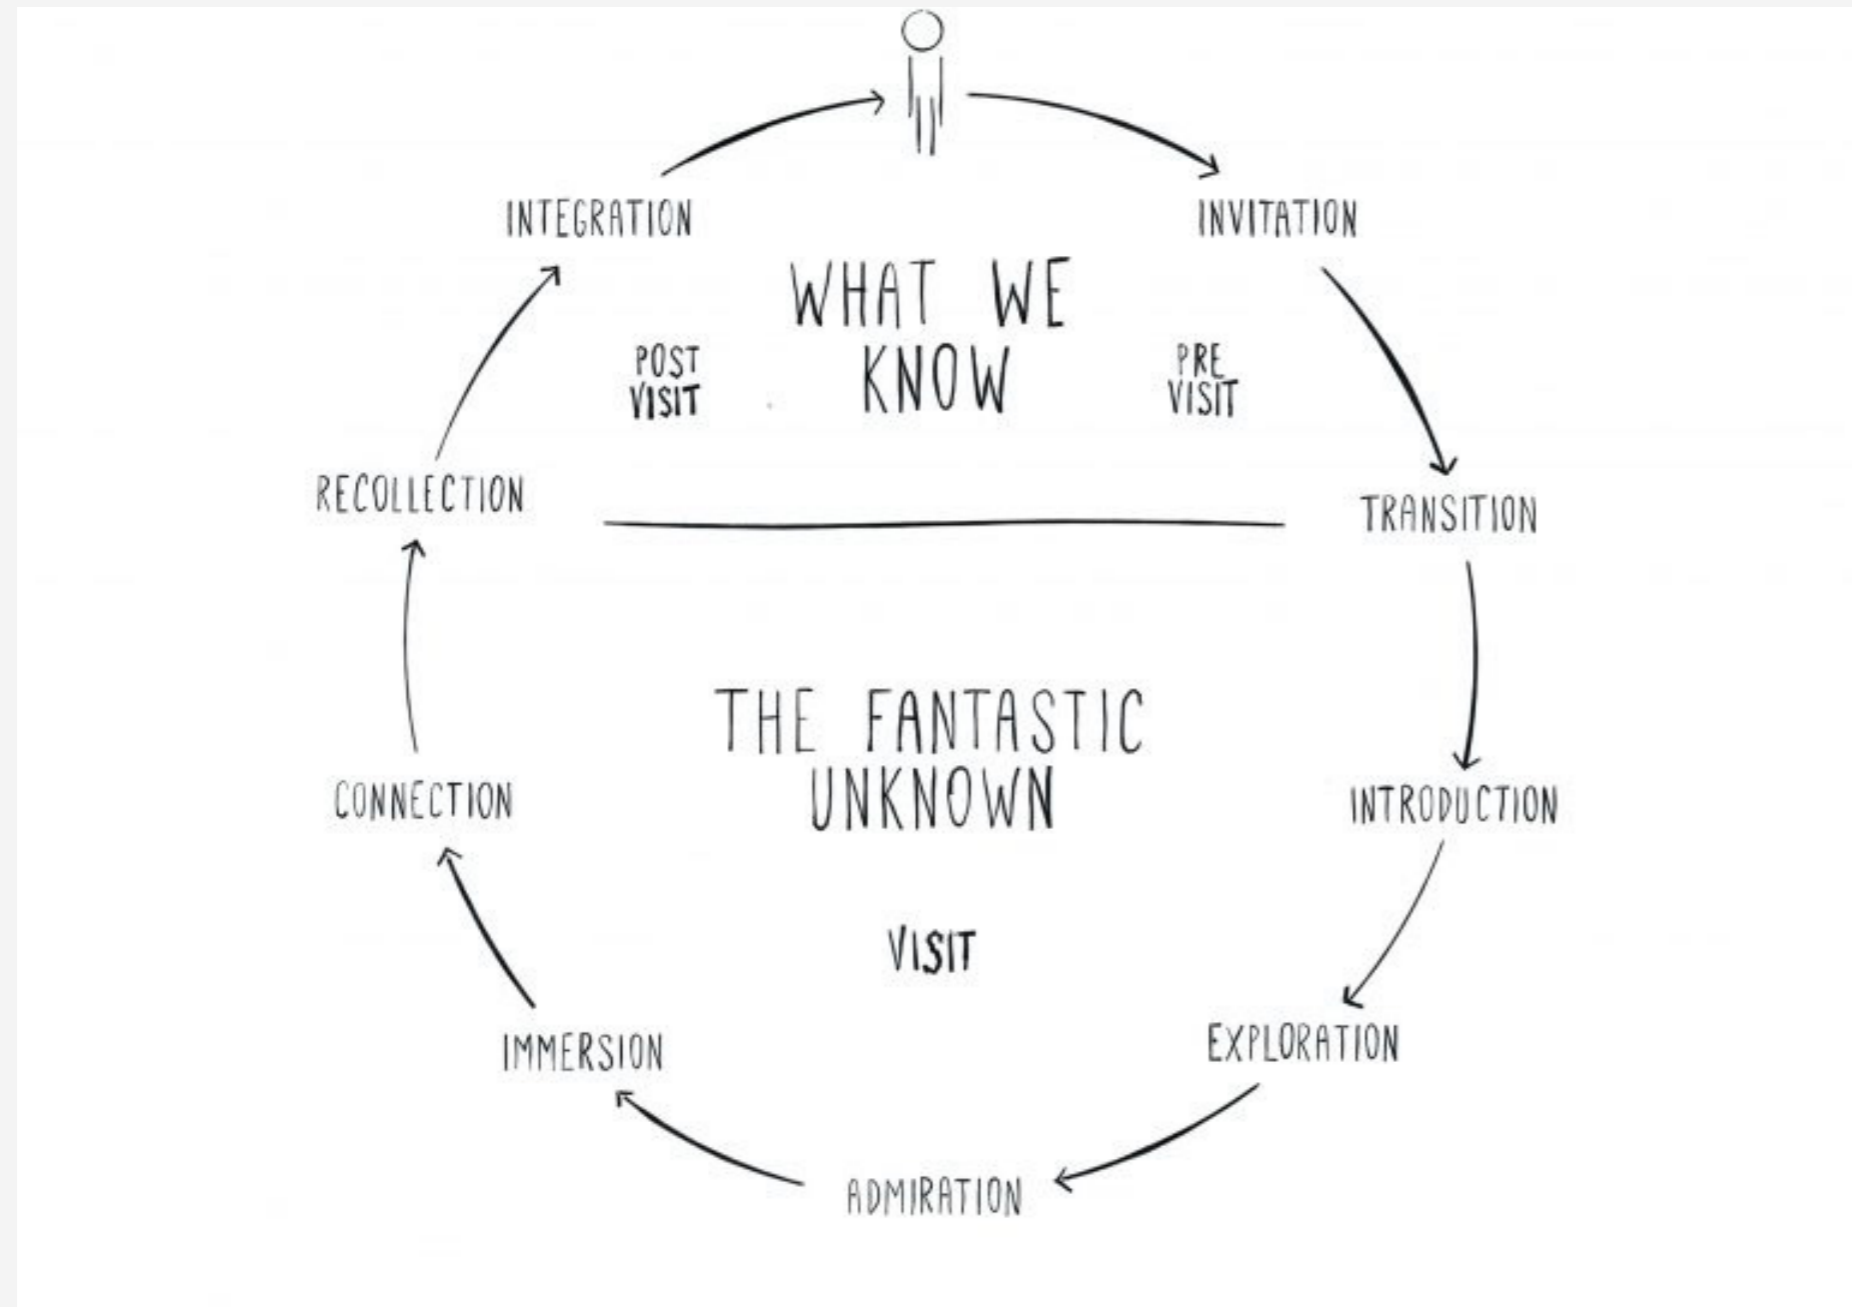 INTEGRATION
INVITATION
WHAT WE
KNOW
POST
VISIT
PRE
VISIT
RECOLLECTION
TRANSITION
THE FANTASTIC
UNKNOWN
CONNECTION
INTRODUCTION
VISIT
IMMERSION
EXPLORATION
ADMIRATION